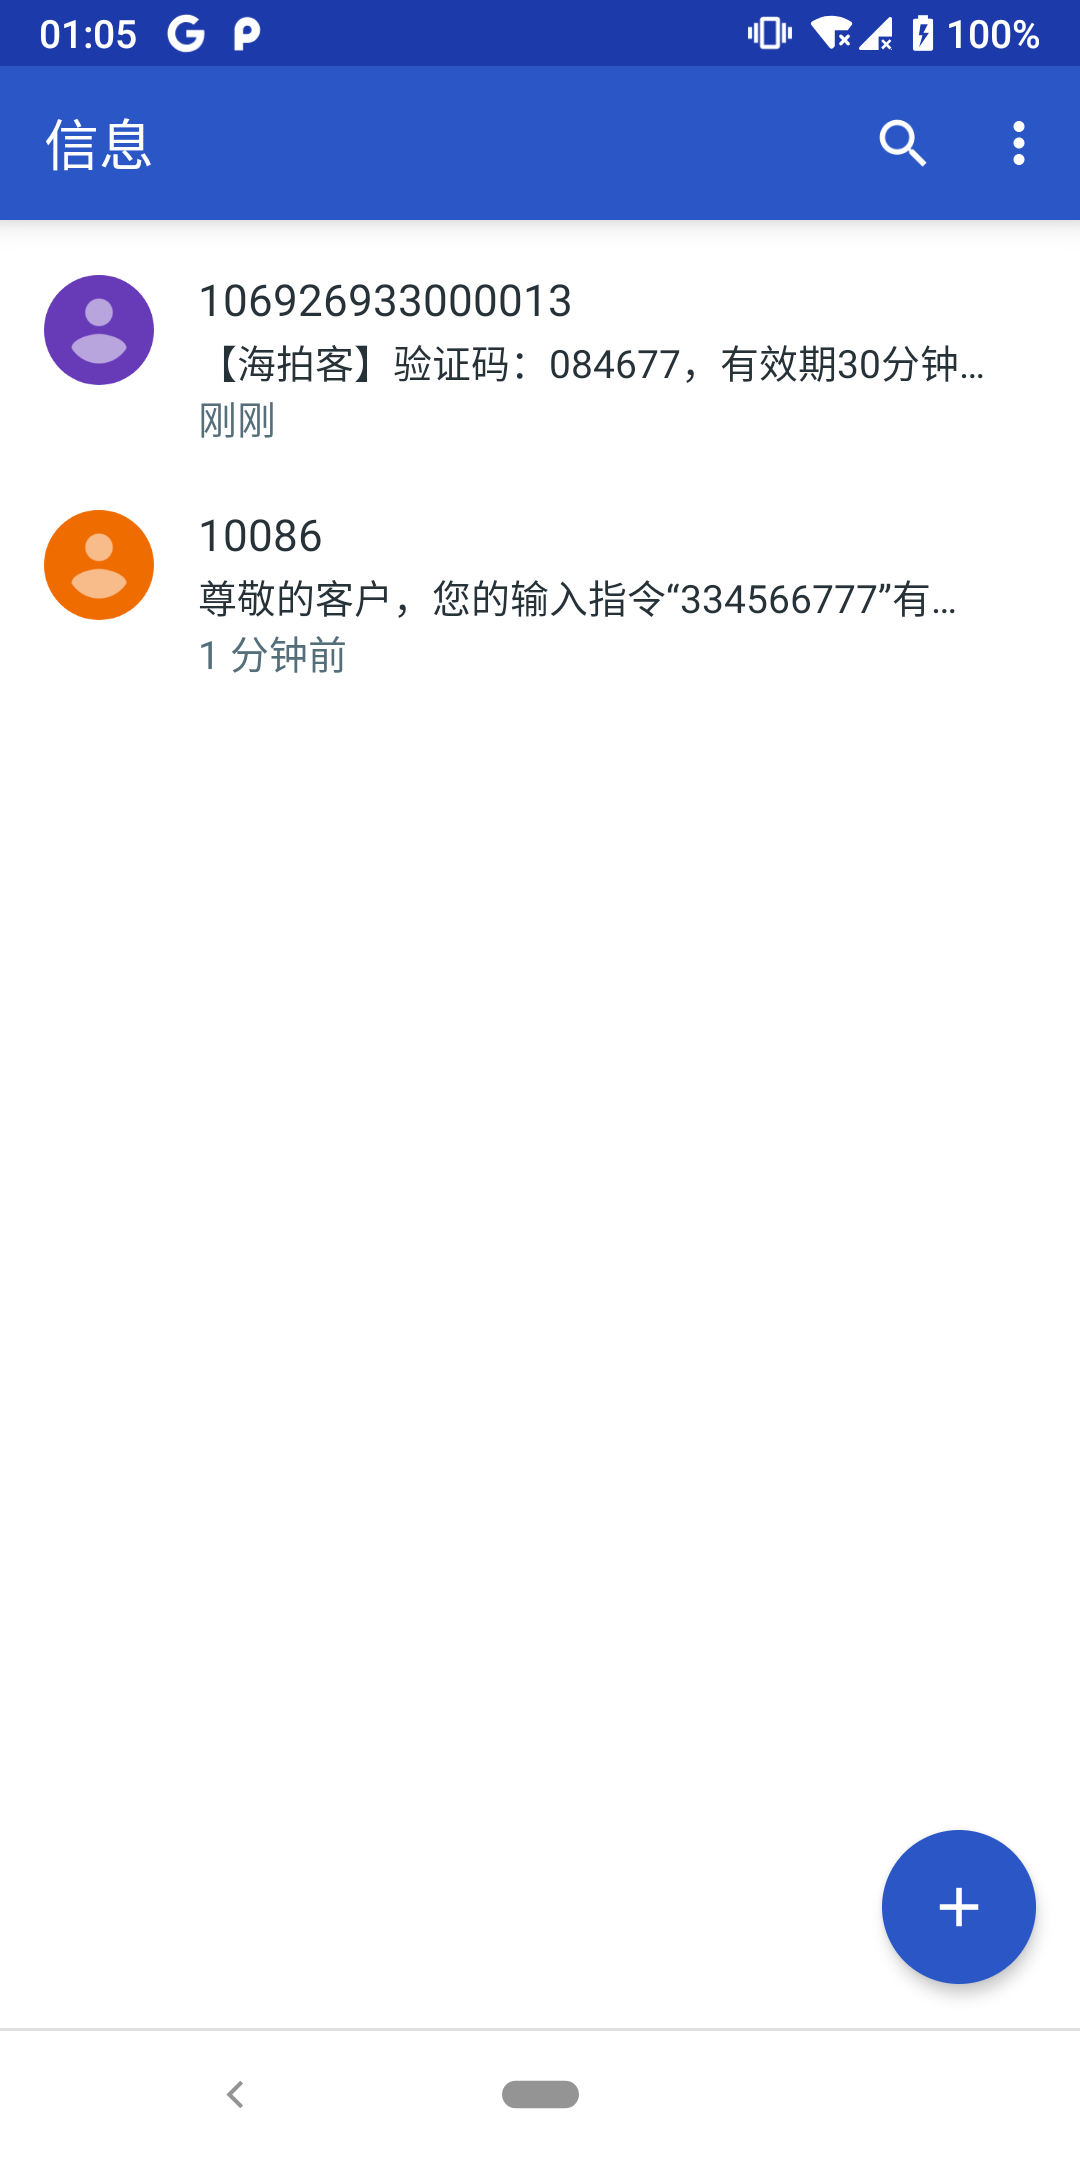 01:05
100%
信息
106926933000013
【海拍客】验证码：084677，有效期30分钟…
刚刚
10086
尊敬的客户，您的输入指令“334566777”有…
1 分钟前